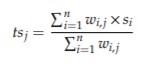 ts_j = \frac{\sum_{i=1}^{n} w_{i,j} \times s_i}{\sum_{i=1}^{n} w_{i,j}}